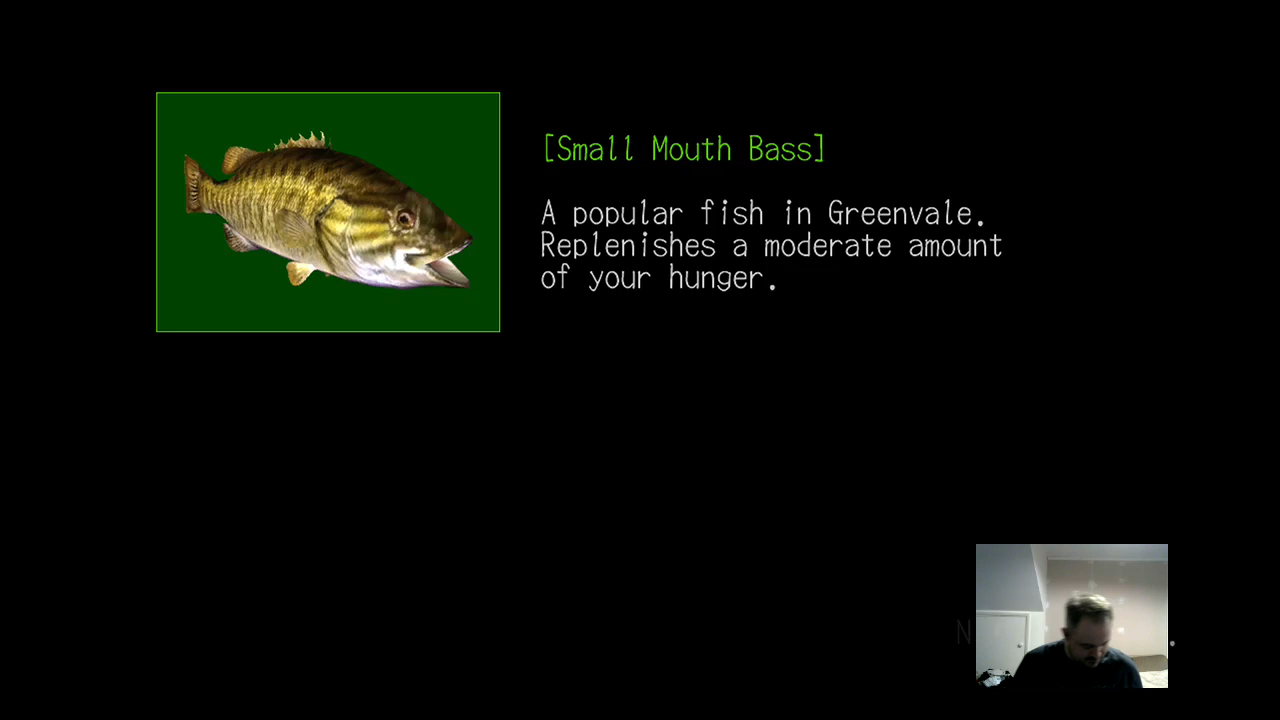 [Small Mouth Bass]
A popular fish in Greenvale.
Replenishes a moderate amount
of your hunger.